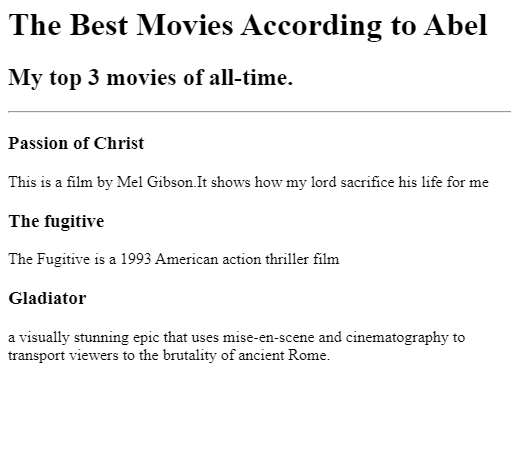 The Best Movies According to Abel
My top 3 movies of all-time.
Passion of Christ
This is a film by Mel Gibson.It shows how my lord sacrifice his life for me
The fugitive
The Fugitive is a 1993 American action thriller film
Gladiator
a visually stunning epic that uses mise-en-scene and cinematography to
transport viewers to the brutality of ancient Rome.